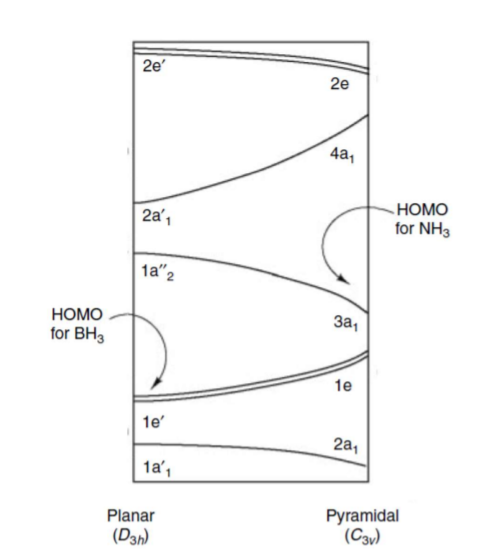 2e′
2e
4a₁
2a′₁
HOMO
for NH₃
1a″₂
HOMO
for BH₃
3a₁
1e
1e′
2a₁
1a′₁
Planar
(D₃ₕ)
Pyramidal
(C₃ᵥ)